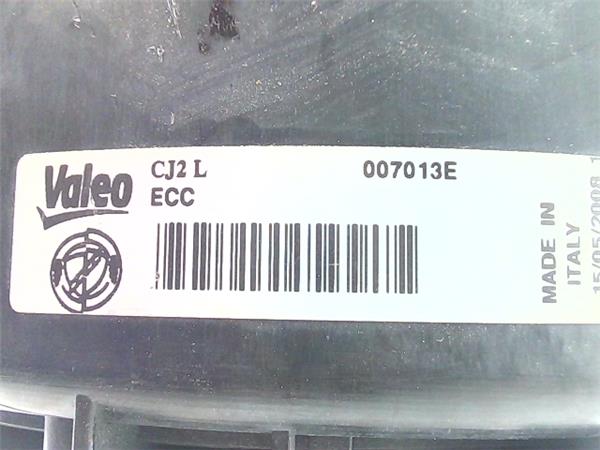 Valeo
CJ2 L
007013E
ECC
MADE IN
ITALY
15/05/2008